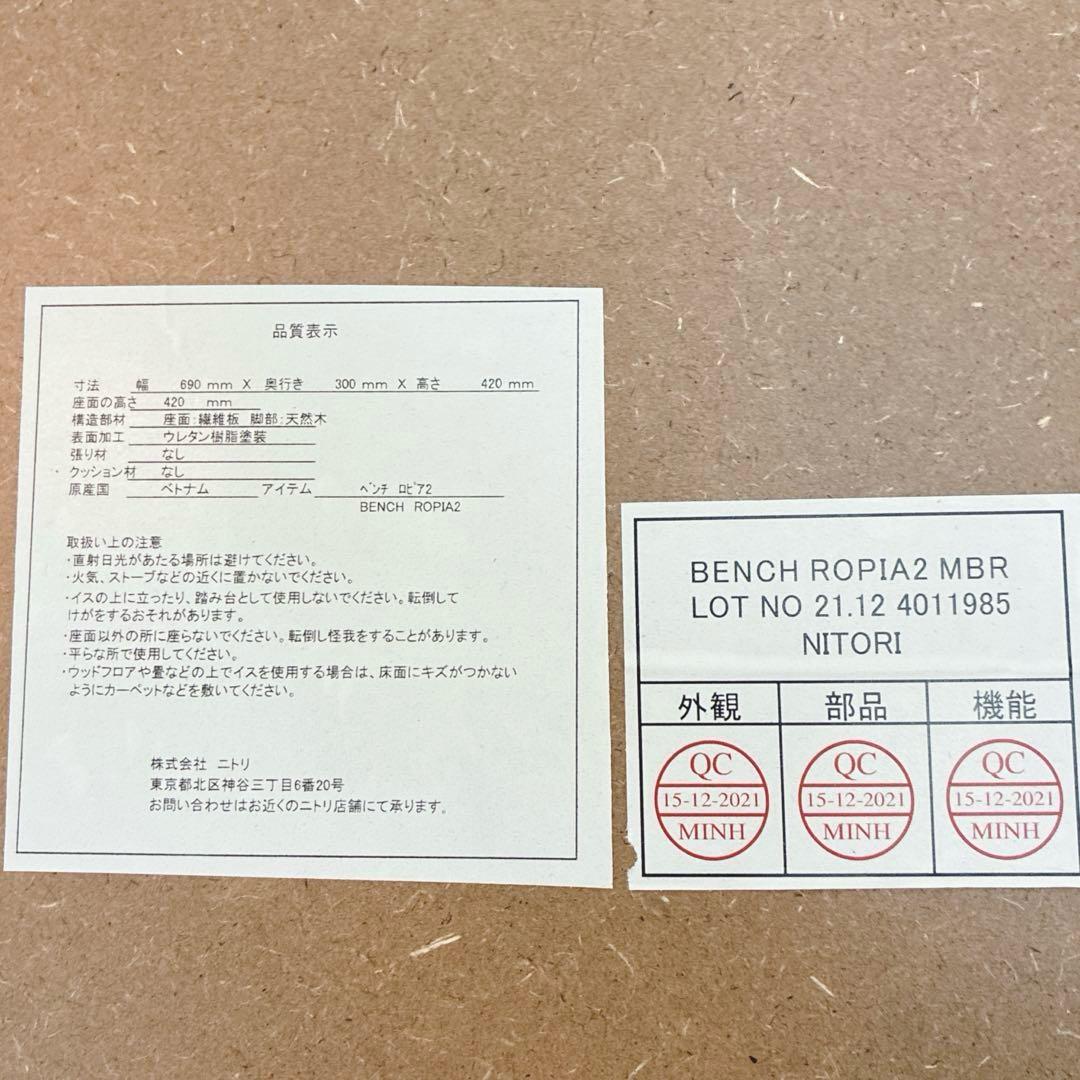 品質表示
寸法 幅 690 mm X 奥行き 300 mm X 高さ 420 mm
座面の高さ 420 mm
構造部材 座面:繊維板 脚部:天然木
表面加工 ウレタン樹脂塗装
張り材 なし
・クッション材 なし
原産国 ベトナム アイテム ベンチ ロピア2
BENCH ROPIA2
取扱い上の注意
・直射日光があたる場所は避けてください。
・火気、ストーブなどの近くに置かないでください。
・イスの上に立ったり、踏み台として使用しないでください。転倒して
けがをするおそれがあります。
・座面以外の所に座らないでください。転倒し怪我をすることがあります。
・平らな所で使用してください。
・ウッドフロアや畳などの上でイスを使用する場合は、床面にキズがつかない
ようにカーペットなどを敷いてください。
株式会社 ニトリ
東京都北区神谷三丁目6番20号
お問い合わせはお近くのニトリ店舗にて承ります。
BENCH ROPIA2 MBR
LOT NO 21.12 4011985
NITORI
外観 部品 機能
QC QC QC
15-12-2021 15-12-2021 15-12-2021
MINH MINH MINH